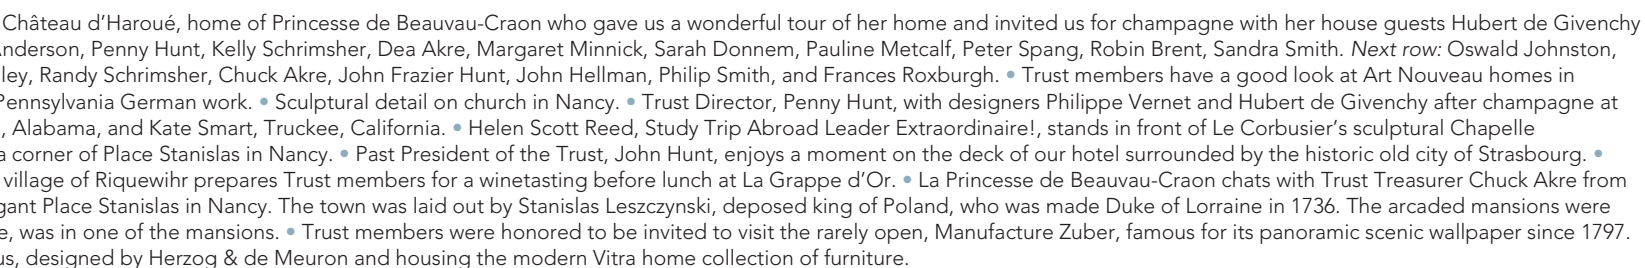 Château d’Haroué, home of Princesse de Beauvau-Craon who gave us a wonderful tour of her home and invited us for champagne with her house guests Hubert de Givenchy
Penny Hunt, Kelly Schrimsher, Dea Akre, Margaret Minnick, Sarah Donnem, Pauline Metcalf, Peter Spang, Robin Brent, Sandra Smith. Next row: Oswald Johnston,
Randy Schrimsher, Chuck Akre, John Frazier Hunt, John Hellman, Philip Smith, and Frances Roxburgh. • Trust members have a good look at Art Nouveau homes in
Pennsylvania German work. • Sculptural detail on church in Nancy. • Trust Director, Penny Hunt, with designers Philippe Vernet and Hubert de Givenchy after champagne at
, Alabama, and Kate Smart, Truckee, California. • Helen Scott Reed, Study Trip Abroad Leader Extraordinaire!, stands in front of Le Corbusier’s sculptural Chapelle
a corner of Place Stanislas in Nancy. • Past President of the Trust, John Hunt, enjoys a moment on the deck of our hotel surrounded by the historic old city of Strasbourg. •
village of Riquewihr prepares Trust members for a winetasting before lunch at La Grappe d’Or. • La Princesse de Beauvau-Craon chats with Trust Treasurer Chuck Akre from
Place Stanislas in Nancy. The town was laid out by Stanislas Leszczynski, deposed king of Poland, who was made Duke of Lorraine in 1736. The arcaded mansions were
was in one of the mansions. • Trust members were honored to be invited to visit the rarely open, Manufacture Zuber, famous for its panoramic scenic wallpaper since 1797.
designed by Herzog & de Meuron and housing the modern Vitra home collection of furniture.